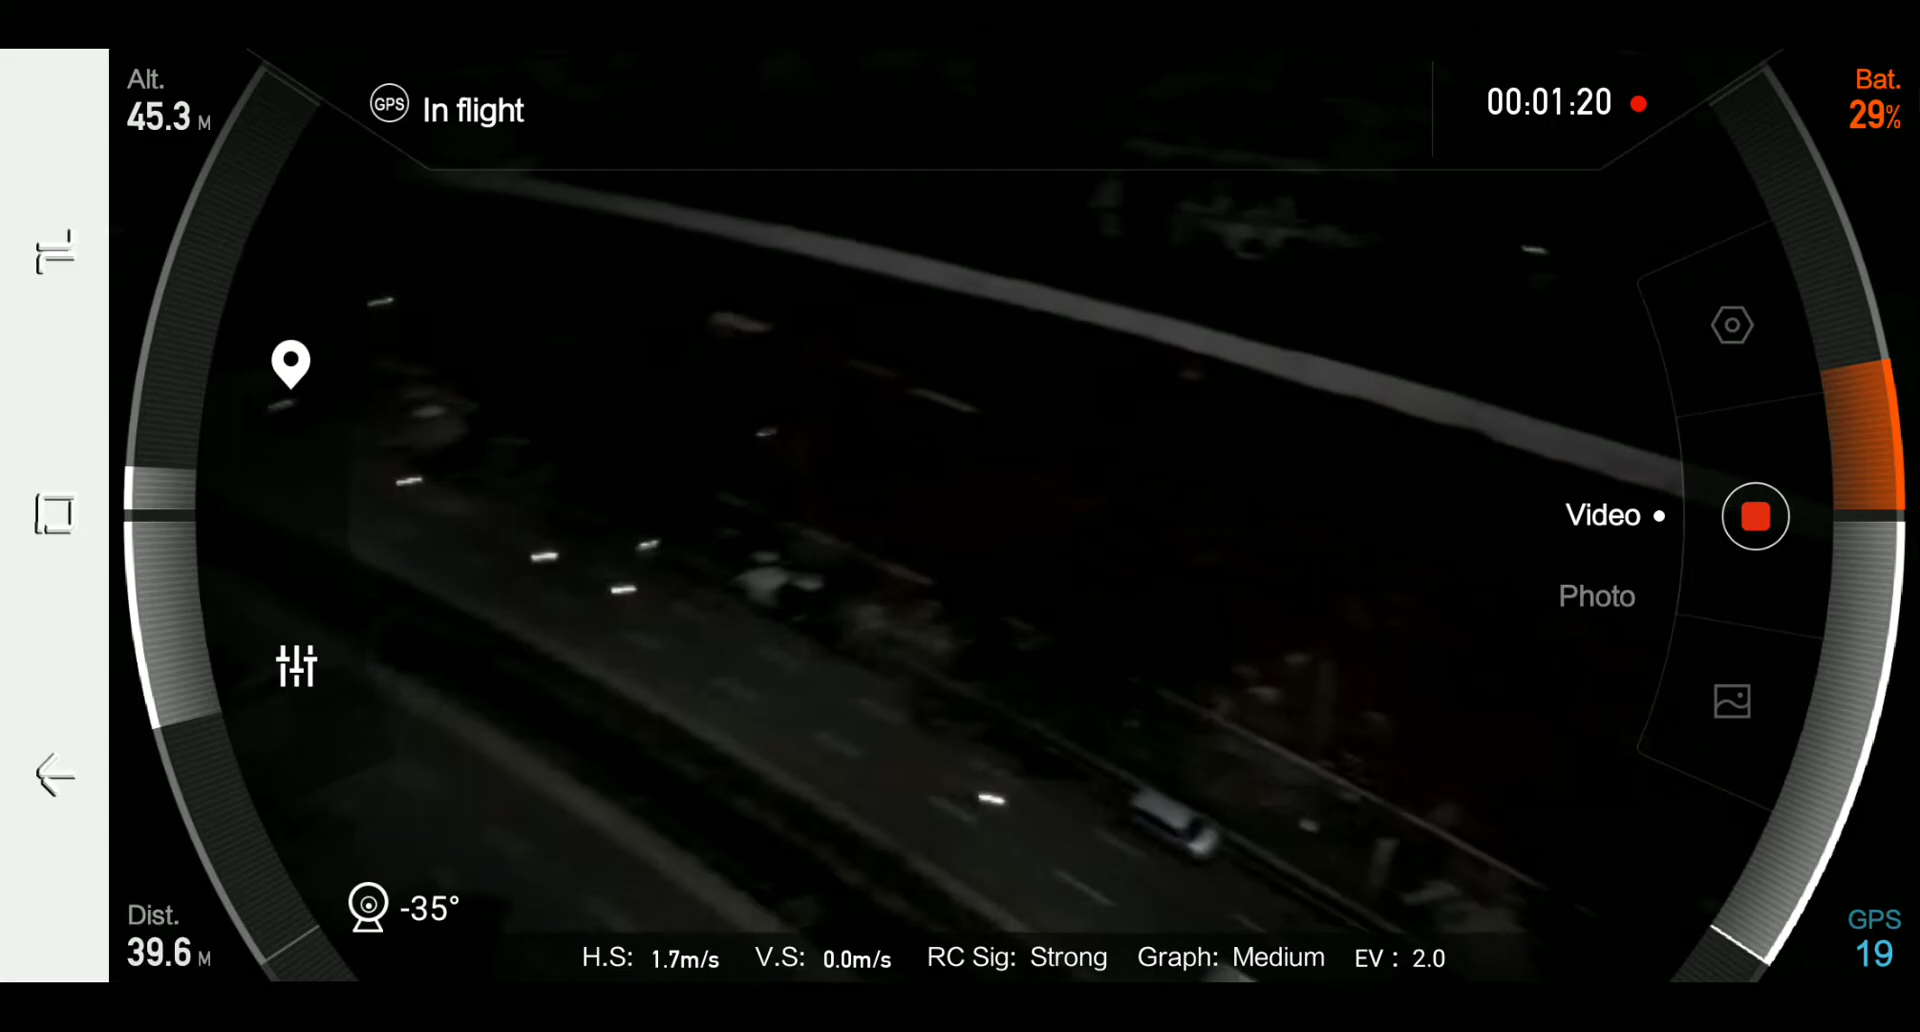 Alt.
45.3 M
GPS In flight
00:01:20
Bat.
29%
Video
Photo
-35°
Dist.
39.6 M
H.S: 1.7m/s V.S: 0.0m/s RC Sig: Strong Graph: Medium EV : 2.0
GPS
19